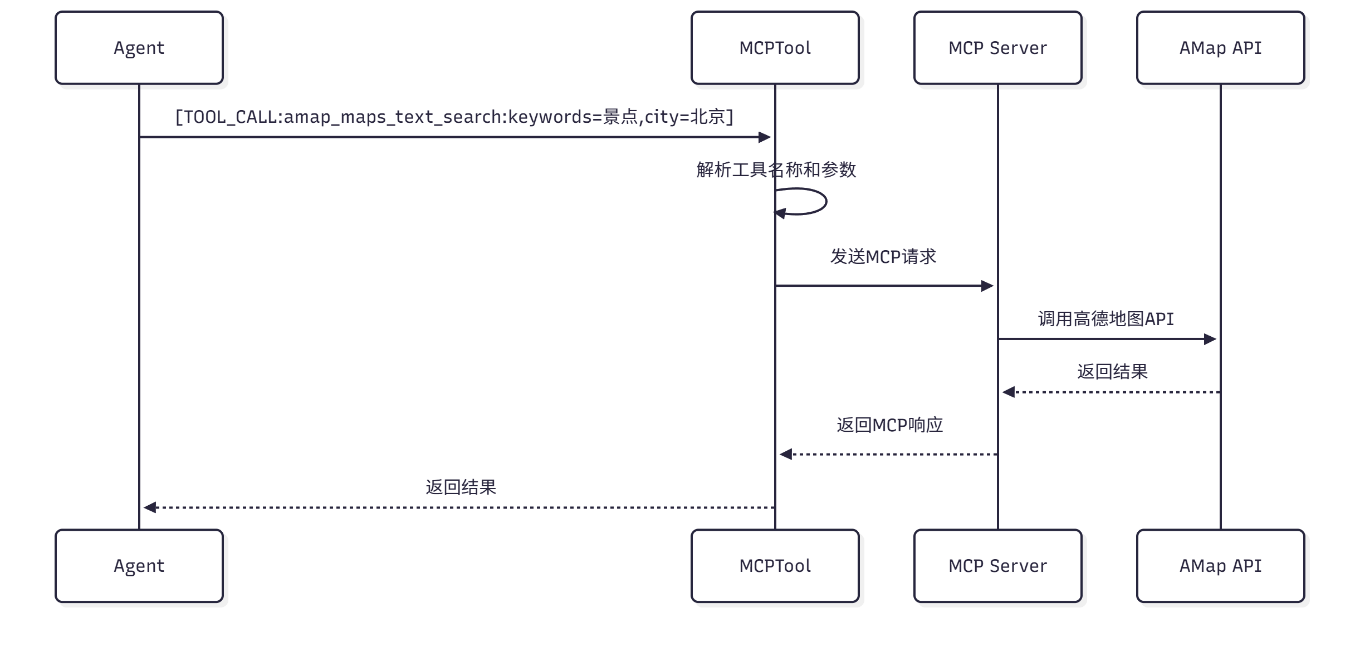 Agent
MCPTool
MCP Server
AMap API
[TOOL_CALL:amap_maps_text_search:keywords=景点,city=北京]
解析工具名称和参数
发送MCP请求
调用高德地图API
返回结果
返回MCP响应
返回结果
Agent
MCPTool
MCP Server
AMap API